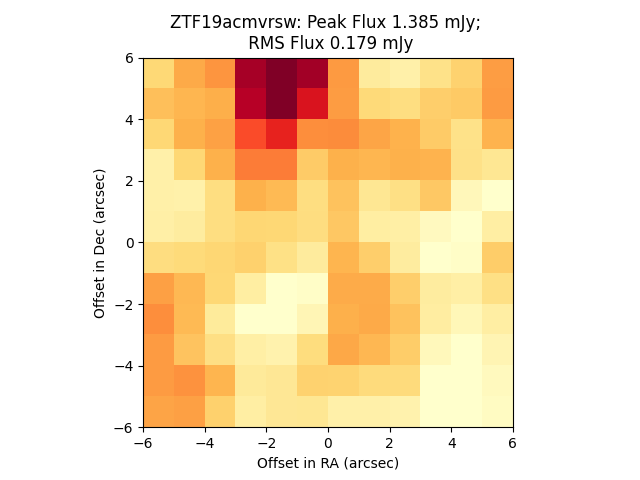 ZTF19acmvrsw: Peak Flux 1.385 mJy;
RMS Flux 0.179 mJy
6
4
2
0
−2
−4
−6
Offset in Dec (arcsec)
−6 −4 −2 0 2 4 6
Offset in RA (arcsec)